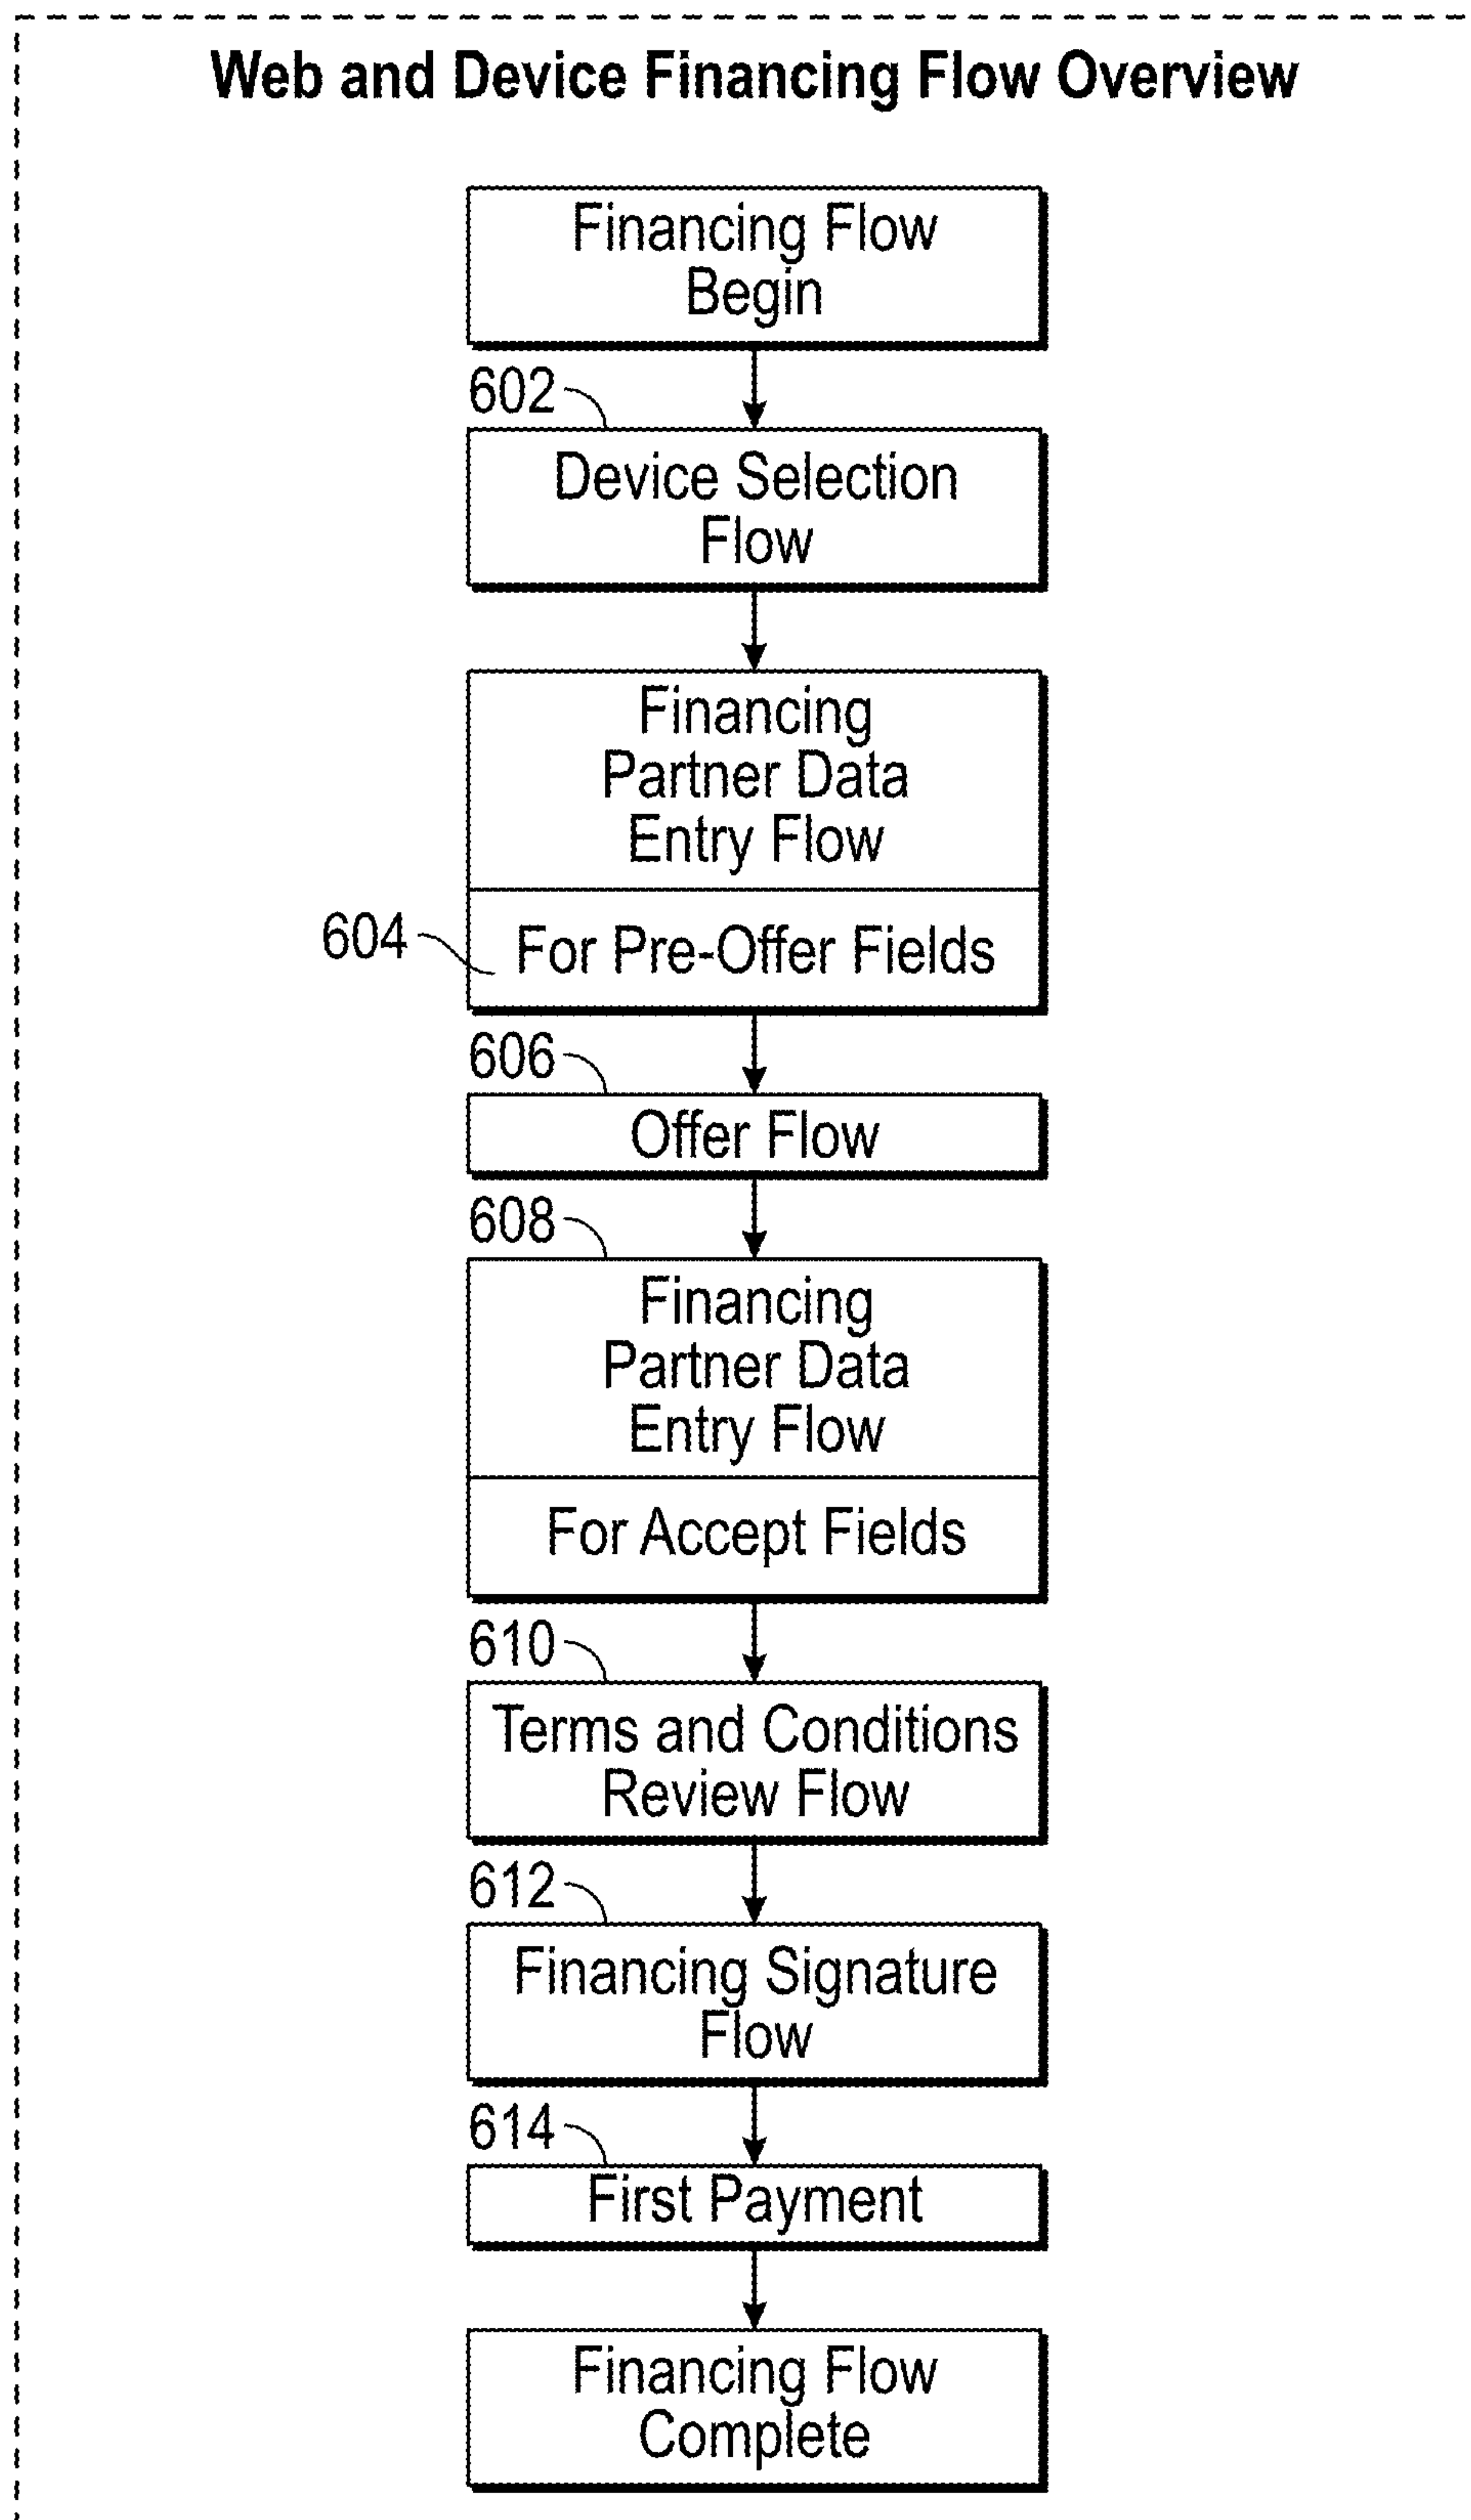 Web and Device Financing Flow Overview
Financing Flow
Begin
602
Device Selection
Flow
Financing
Partner Data
Entry Flow
604
For Pre-Offer Fields
606
Offer Flow
608
Financing
Partner Data
Entry Flow
For Accept Fields
610
Terms and Conditions
Review Flow
612
Financing Signature
Flow
614
First Payment
Financing Flow
Complete